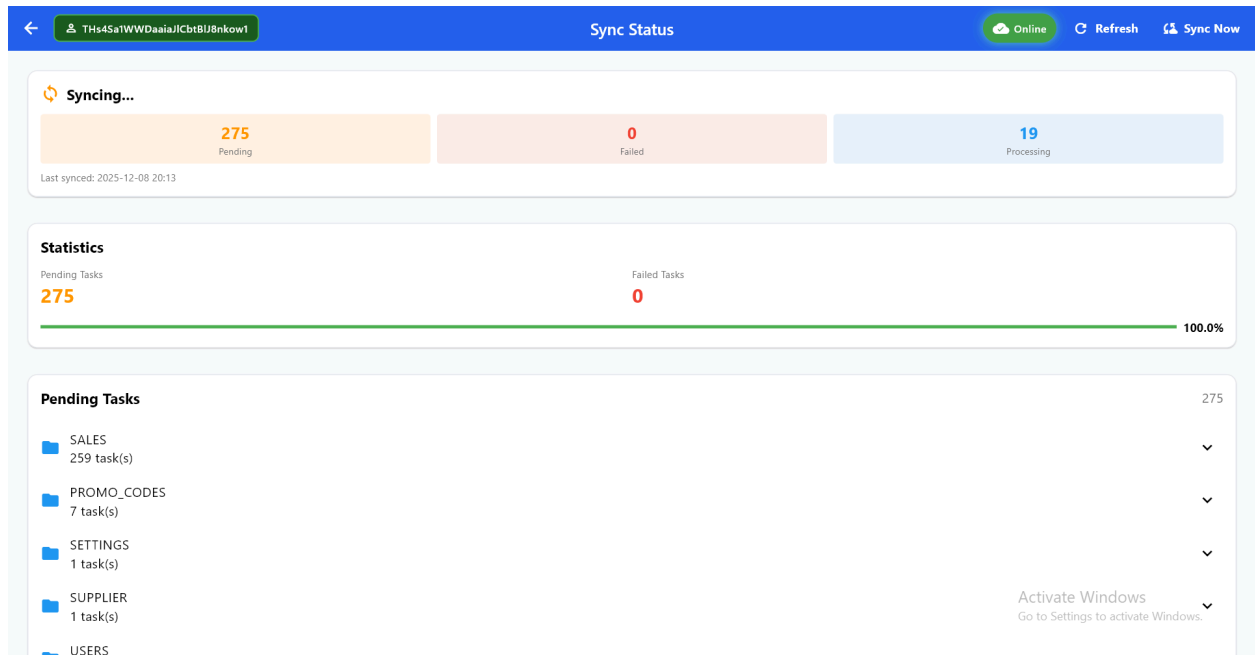 THs4Sa1WWDaaiaJlCbtBlJ8nkow1
Sync Status
Online
Refresh
Sync Now
Syncing...
275
Pending
0
Failed
19
Processing
Last synced: 2025-12-08 20:13
Statistics
Pending Tasks
275
Failed Tasks
0
100.0%
Pending Tasks
275
SALES
259 task(s)
PROMO_CODES
7 task(s)
SETTINGS
1 task(s)
SUPPLIER
1 task(s)
USERS
Activate Windows
Go to Settings to activate Windows.